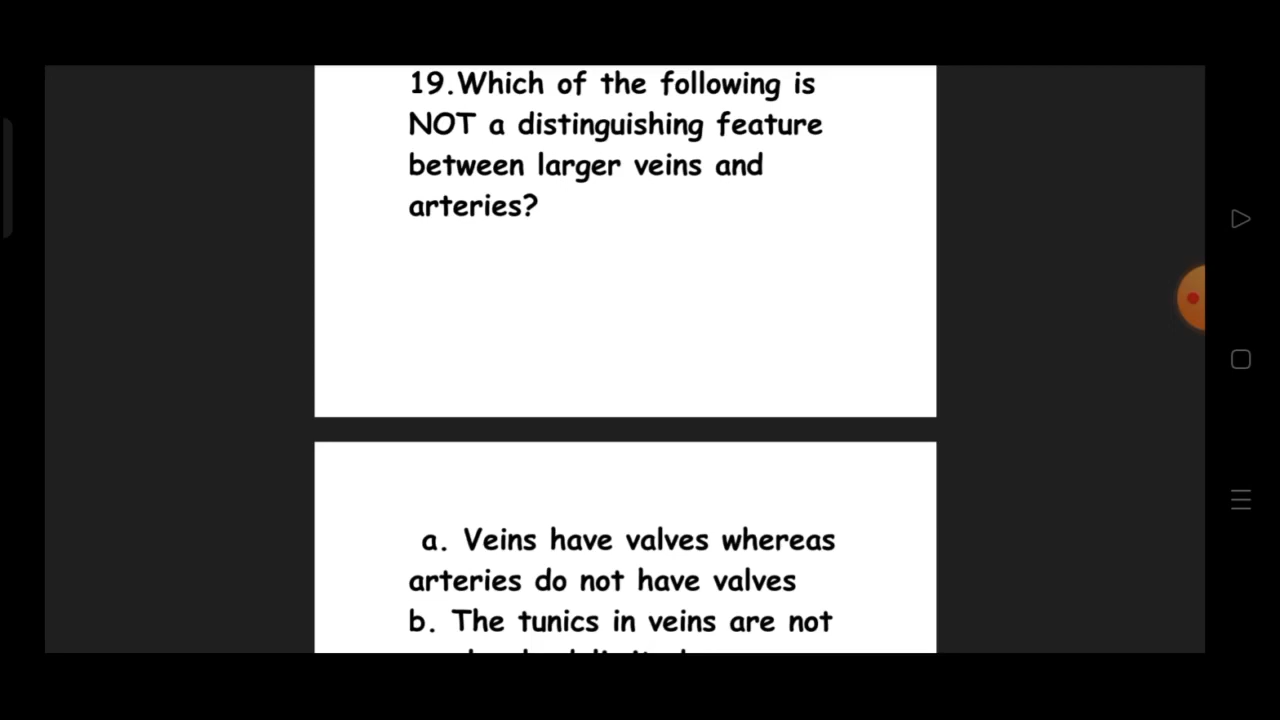 19.Which of the following is
NOT a distinguishing feature
between larger veins and
arteries?
a. Veins have valves whereas
arteries do not have valves
b. The tunics in veins are not